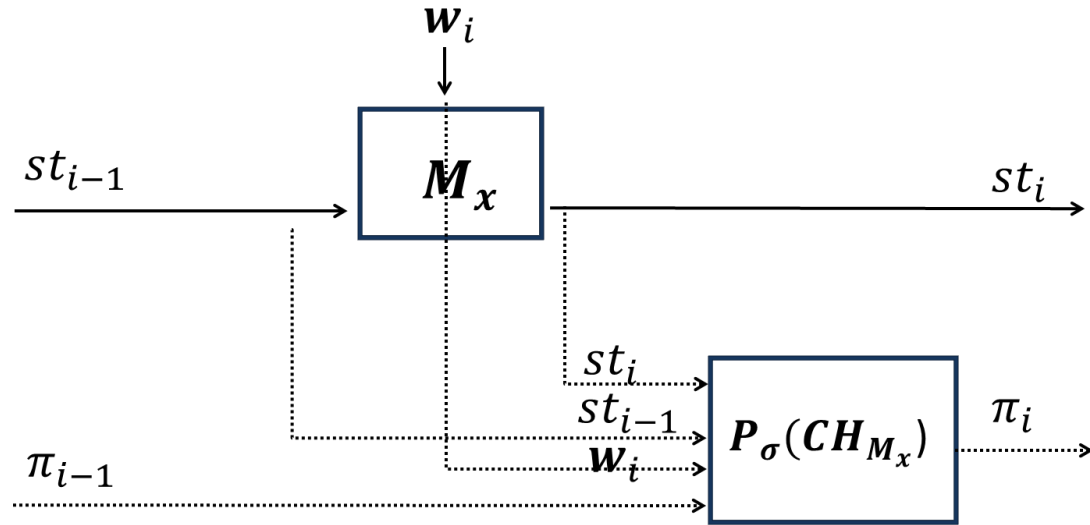 w_i
st_{i-1}
M_x
st_i
st_i
st_{i-1}
w_i
π_{i-1}
P_σ(CH_{M_x})
π_i